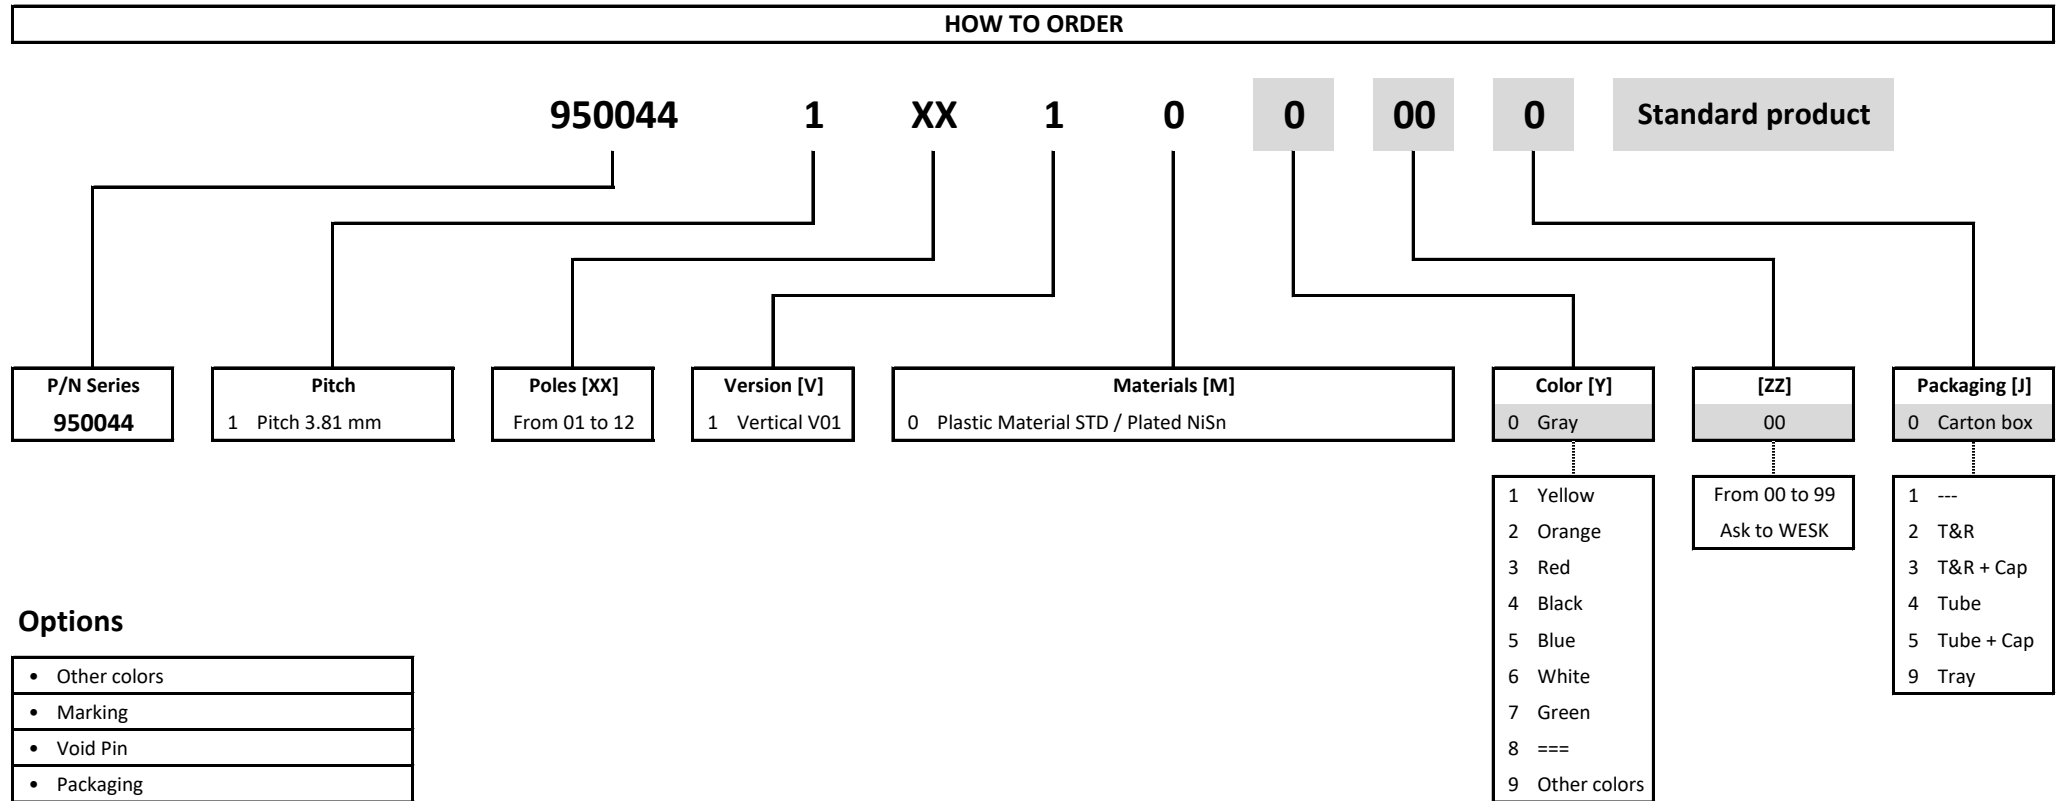 HOW TO ORDER
950044 1 XX 1 0 0 00 0 Standard product
P/N Series Pitch Poles [XX] Version [V] Materials [M] Color [Y] [ZZ] Packaging [J]
950044 1 Pitch 3.81 mm From 01 to 12 1 Vertical V01 0 Plastic Material STD / Plated NiSn 0 Gray 00 0 Carton box
1 Yellow From 00 to 99 1 ---
2 Orange Ask to WESK 2 T&R
3 Red 3 T&R + Cap
4 Black 4 Tube
Options
5 Blue 5 Tube + Cap
• Other colors 6 White 9 Tray
• Marking 7 Green
• Void Pin 8 ===
• Packaging 9 Other colors